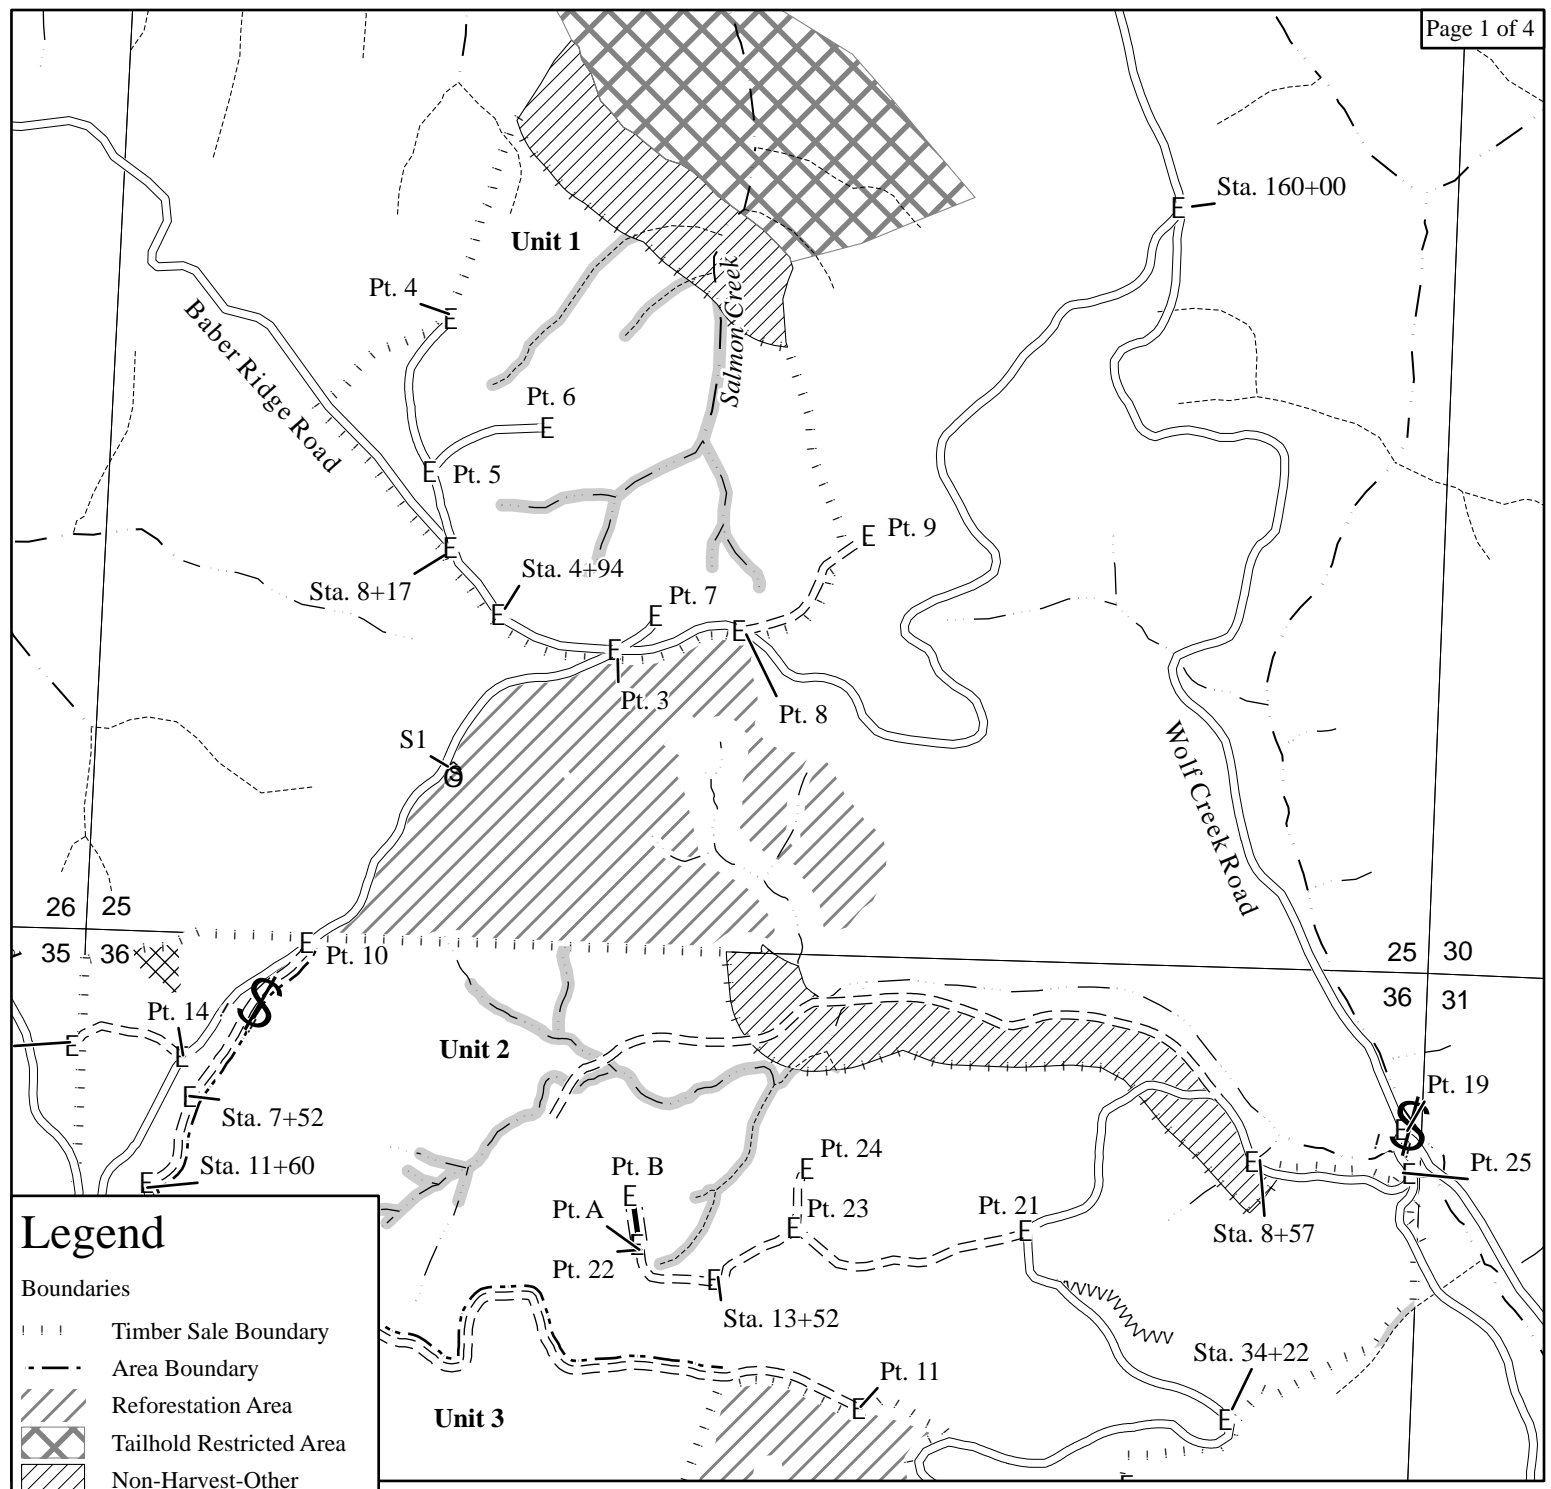 Page 1 of 4
Sta. 160+00
Unit 1
Pt. 4
Salmon Creek
Baber Ridge Road
Pt. 6
Pt. 5
Pt. 9
Sta. 4+94
Sta. 8+17
Pt. 7
Pt. 3
Pt. 8
S1
Wolf Creek Road
26 25
35 36
Pt. 10
25 30
36 31
Pt. 14
Unit 2
Pt. 19
Sta. 7+52
Pt. 24
Sta. 11+60
Pt. B
Pt. 25
Pt. A
Pt. 23
Pt. 21
Sta. 8+57
Pt. 22
Sta. 13+52
Sta. 34+22
Pt. 11
Unit 3
Legend
Boundaries
Timber Sale Boundary
Area Boundary
Reforestation Area
Tailhold Restricted Area
Non-Harvest-Other